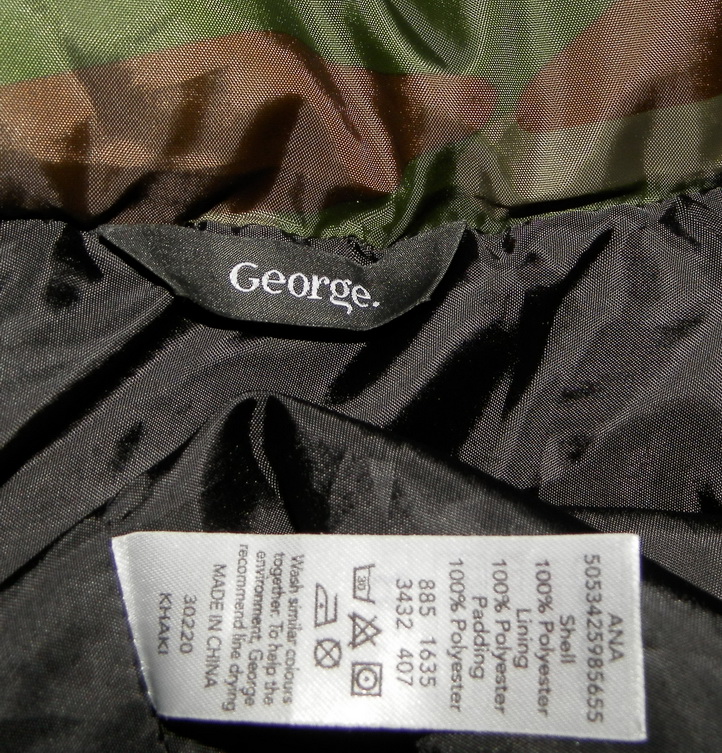 George.
ANA
5053425985655
Shell
100% Polyester
Lining
100% Polyester
Padding
100% Polyester
885 1635
3432 407
30
Wash similar colours
together. To help the
environment, George
recommend line drying
MADE IN CHINA
30220
KHAKI